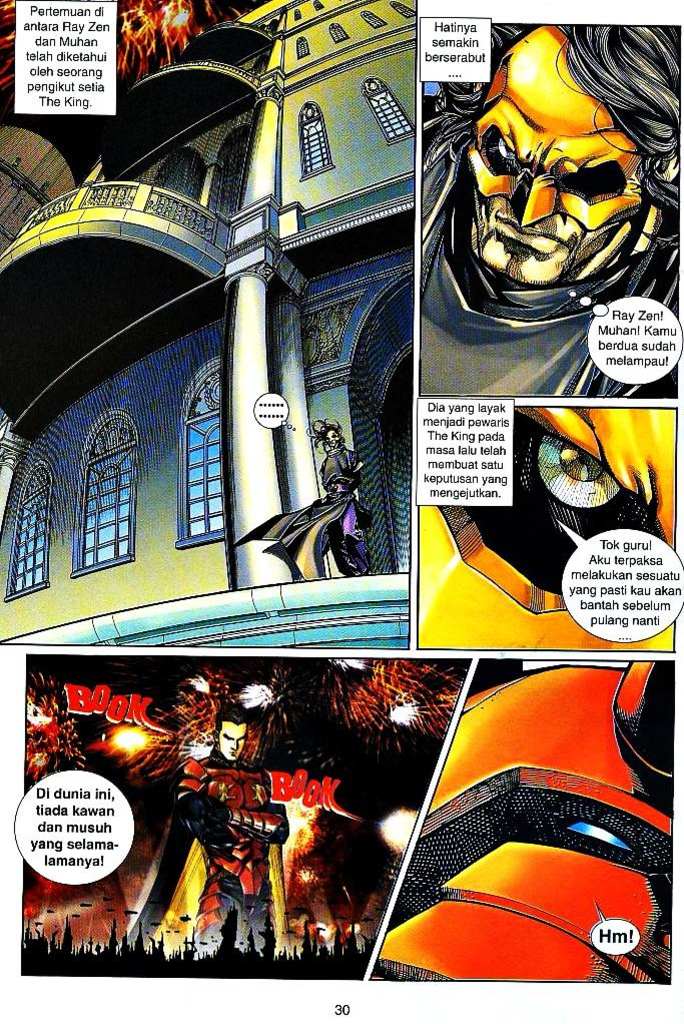 Pertemuan di
antara Ray Zen
dan Muhan
telah diketahui
oleh seorang
pengikut setia
The King.
......
......
Hatinya
semakin
berserabut
....
Ray Zen!
Muhan! Kamu
berdua sudah
melampau!
Dia yang layak
menjadi pewaris
The King pada
masa lalu telah
membuat satu
keputusan yang
mengejutkan.
Tok guru!
Aku terpaksa
melakukan sesuatu
yang pasti kau akan
bantah sebelum
pulang nanti
....
BOOM
BOOM
Di dunia ini,
tiada kawan
dan musuh
yang selama-
lamanya!
Hm!
30